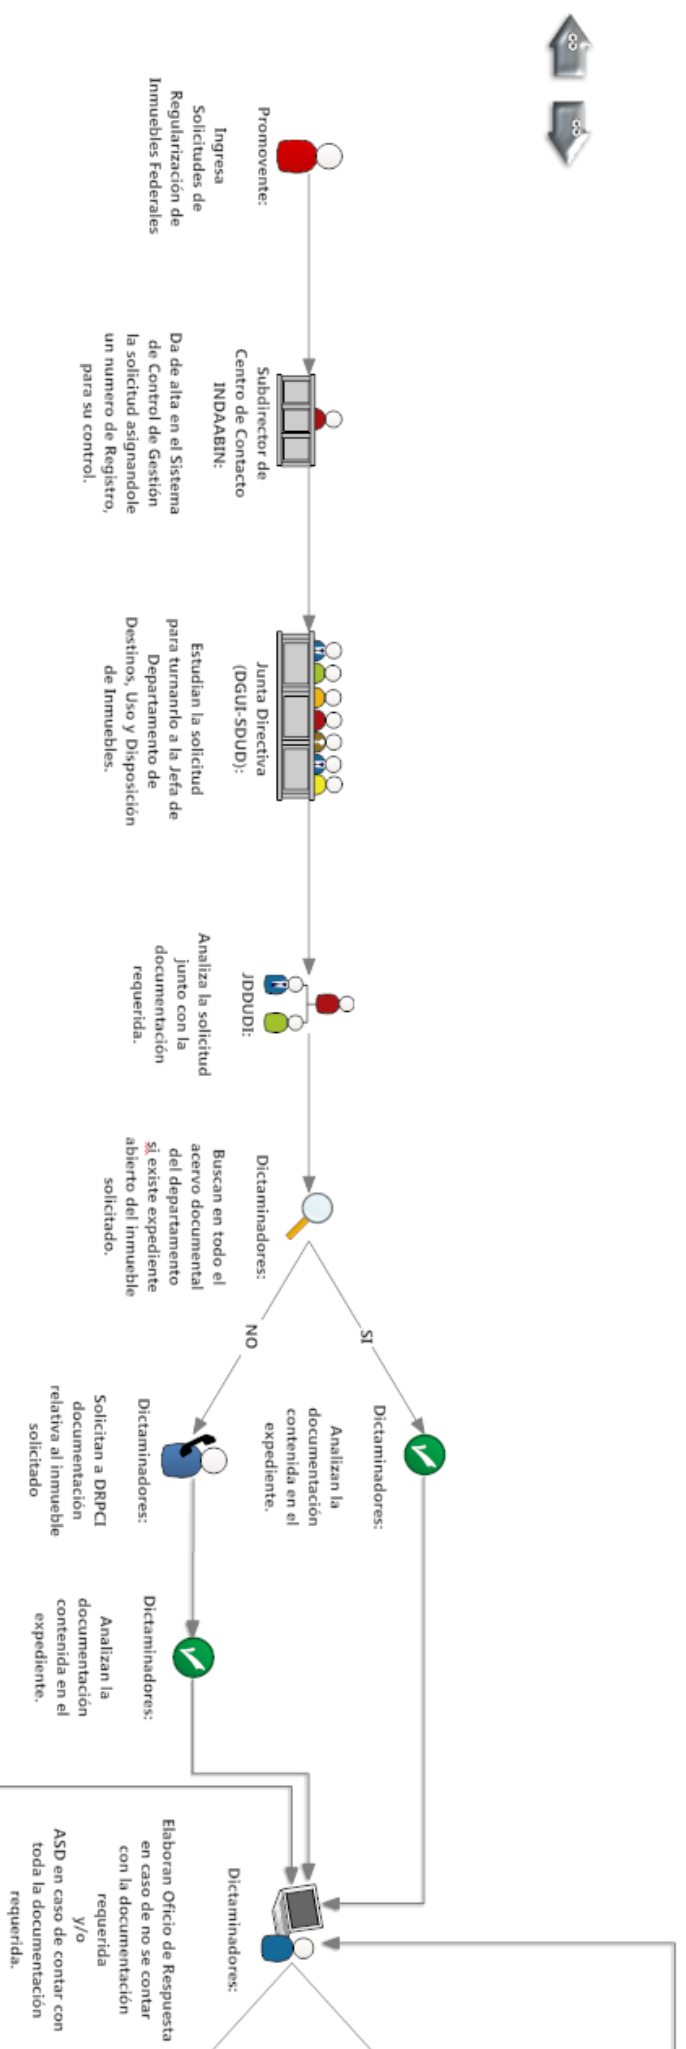 Promovente:
Ingresa
Solicitudes de
Regularización de
Inmuebles Federales
Subdirector de
Centro de Contacto
INDAABIN:
Da de alta en el Sistema
de Control de Gestión
la solicitud asignandole
un numero de Registro,
para su control.
Junta Directiva
(DGUI-SDUD):
Estudian la solicitud
para turnanrlo a la Jefa de
Departamento de
Destinos, Uso y Disposición
de Inmuebles.
JDDUDI:
Analiza la solicitud
junto con la
documentación
requerida.
Dictaminadores:
Buscan en todo el
acervo documental
del departamento
si existe expediente
abierto del inmueble
solicitado.
SI
NO
Dictaminadores:
Analizan la
documentación
contenida en el
expediente.
Dictaminadores:
Solicitan a DRPCI
documentación
relativa al inmueble
solicitado
Dictaminadores:
Analizan la
documentación
contenida en el
expediente.
Dictaminadores:
Elaboran Oficio de Respuesta
en caso de no se contar
con la documentación
requerida
y/o
ASD en caso de contar con
toda la documentación
requerida.